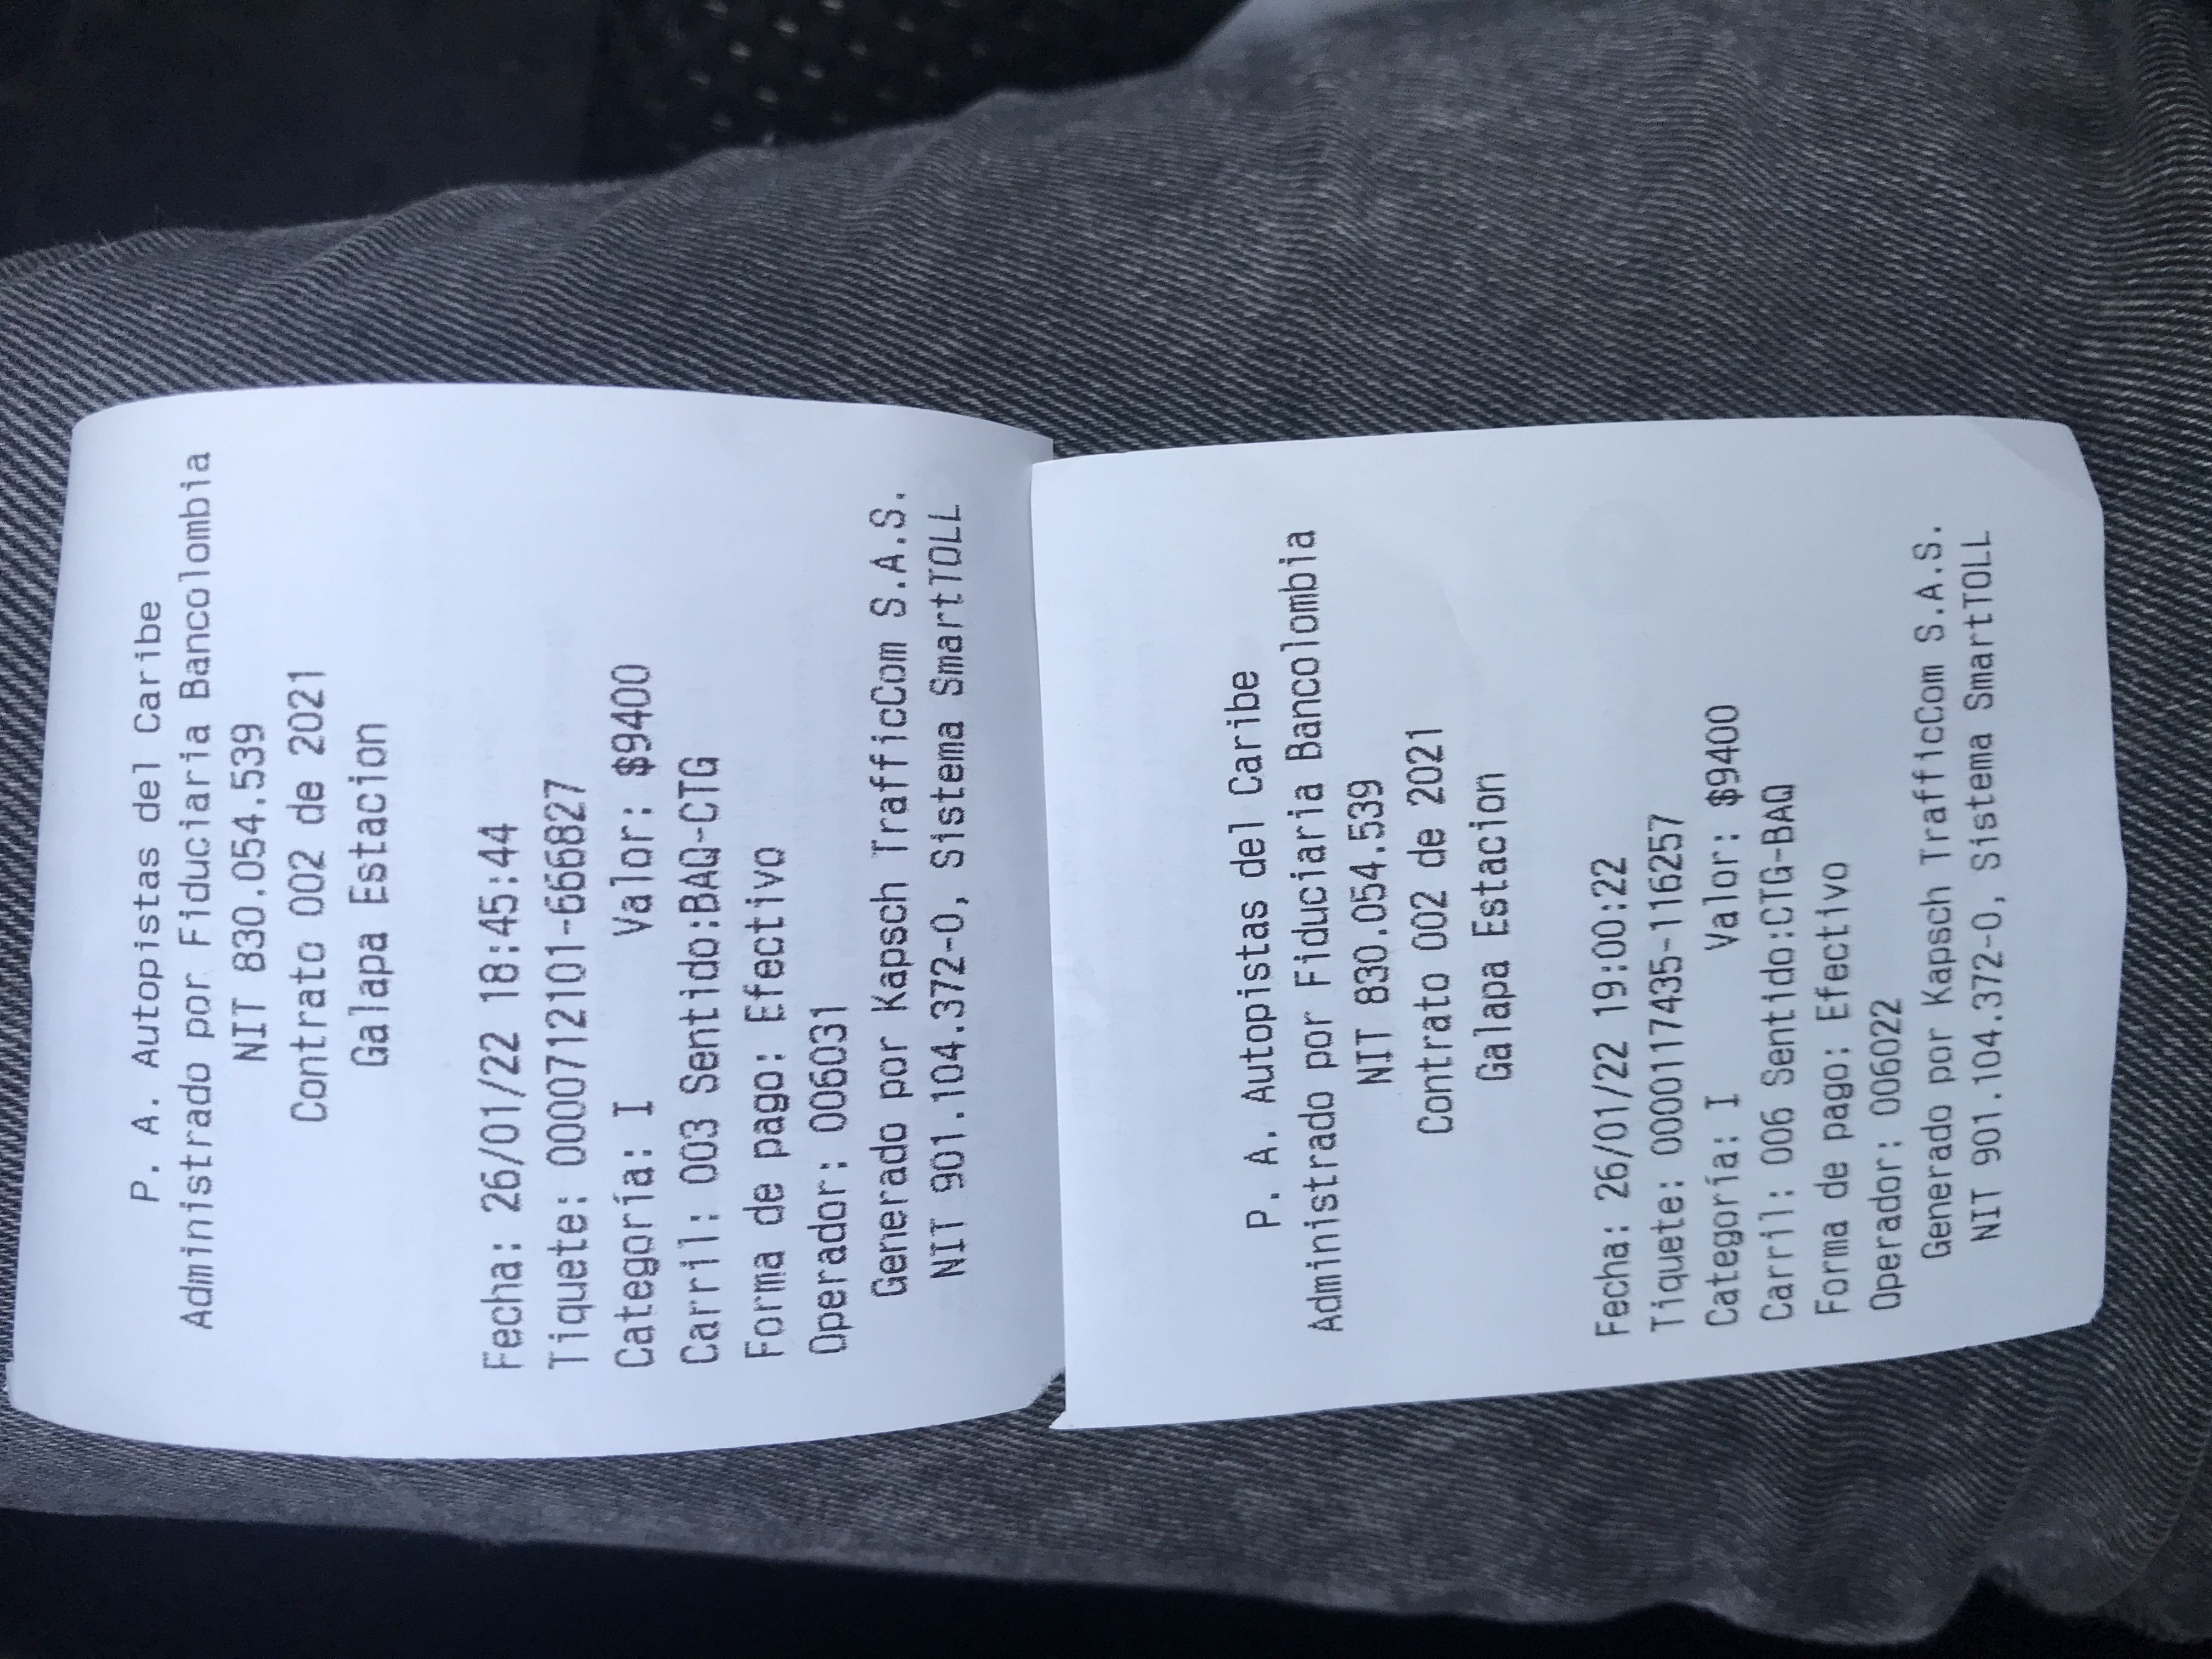 P. A. Autopistas del Caribe
Administrado por Fiduciaria Bancolombia
NIT 830.054.539
Contrato 002 de 2021
Galapa Estacion
Fecha: 26/01/22 18:45:44
Tiquete: 0000712101-666827
Categoría: I Valor: $9400
Carril: 003 Sentido:BAQ-CTG
Forma de pago: Efectivo
Operador: 006031
Generado por Kapsch TrafficCom S.A.S.
NIT 901.104.372-0, Sistema SmartTOLL
P. A. Autopistas del Caribe
Administrado por Fiduciaria Bancolombia
NIT 830.054.539
Contrato 002 de 2021
Galapa Estacion
Fecha: 26/01/22 19:00:22
Tiquete: 0000117435-116257
Categoría: I Valor: $9400
Carril: 006 Sentido:CTG-BAQ
Forma de pago: Efectivo
Operador: 006022
Generado por Kapsch TrafficCom S.A.S.
NIT 901.104.372-0, Sistema SmartTOLL